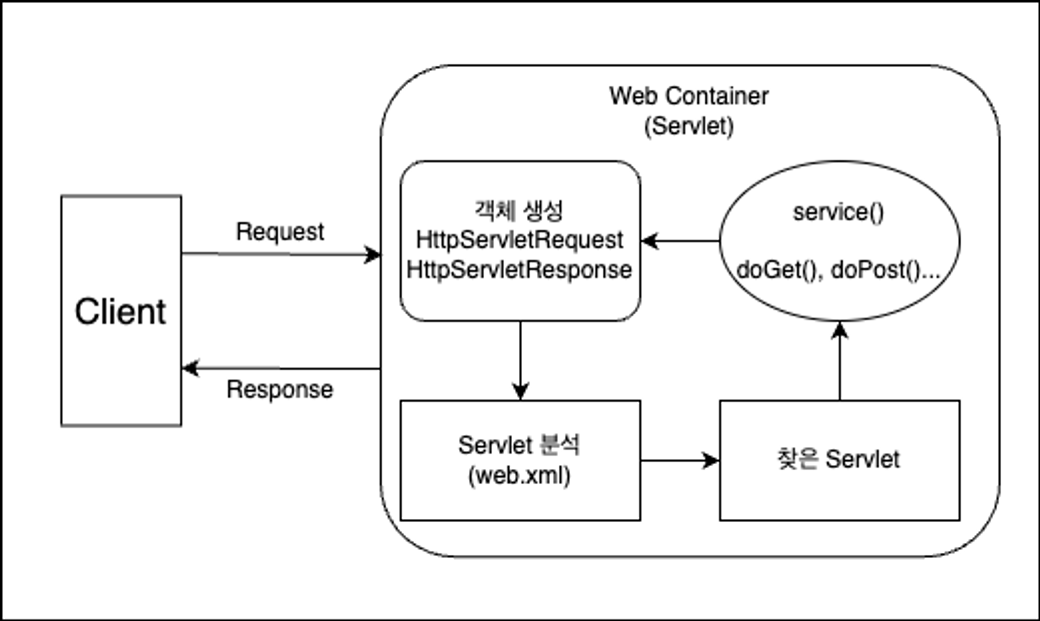 Web Container
(Servlet)
객체 생성
HttpServletRequest
HttpServletResponse
service()
doGet(), doPost()...
Request
Client
Response
Servlet 분석
(web.xml)
찾은 Servlet